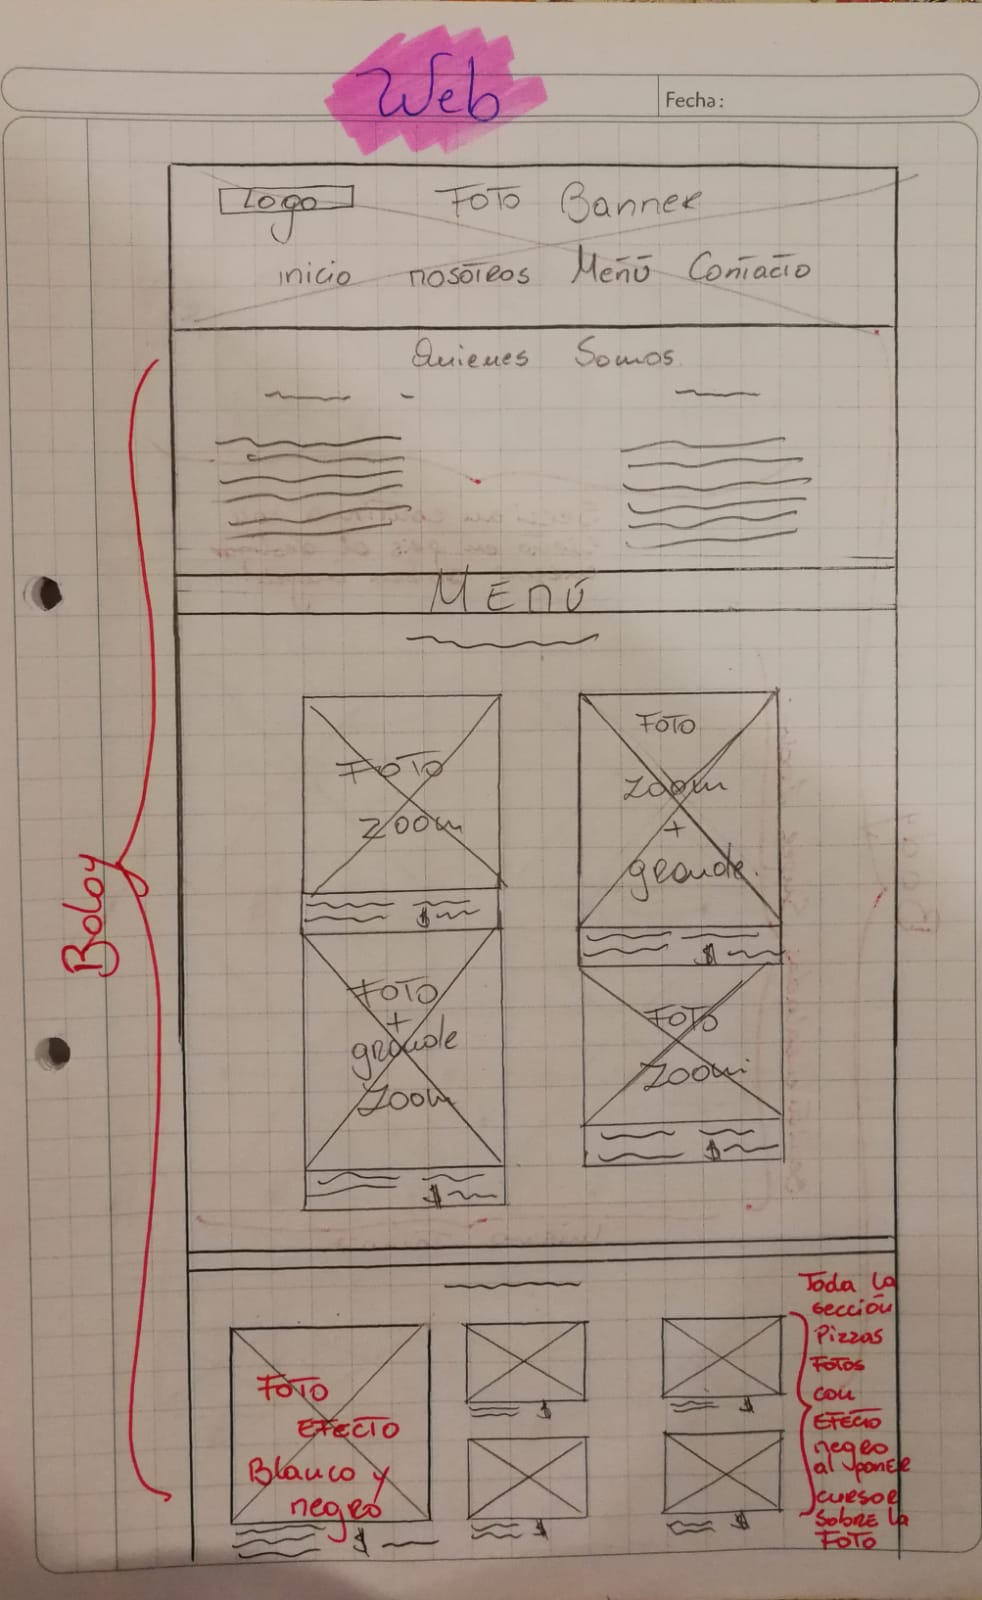 Web
Fecha:
Logo
FOTO Banner
inicio nosotros Menú Contacto
Quienes Somos
MENÚ
FOTO
ZOOM
$
FOTO
zoom
+
grande.
$
FOTO
+
grande
zoom
$
FOTO
zoom
$
Body
FOTO
EFECTO
Blanco y
negro
$
$
$
$
$
Toda la
sección
Pizzas
FOTOS
con
EFECTO
negro
al poner
cursor
SOBRE la
FOTO